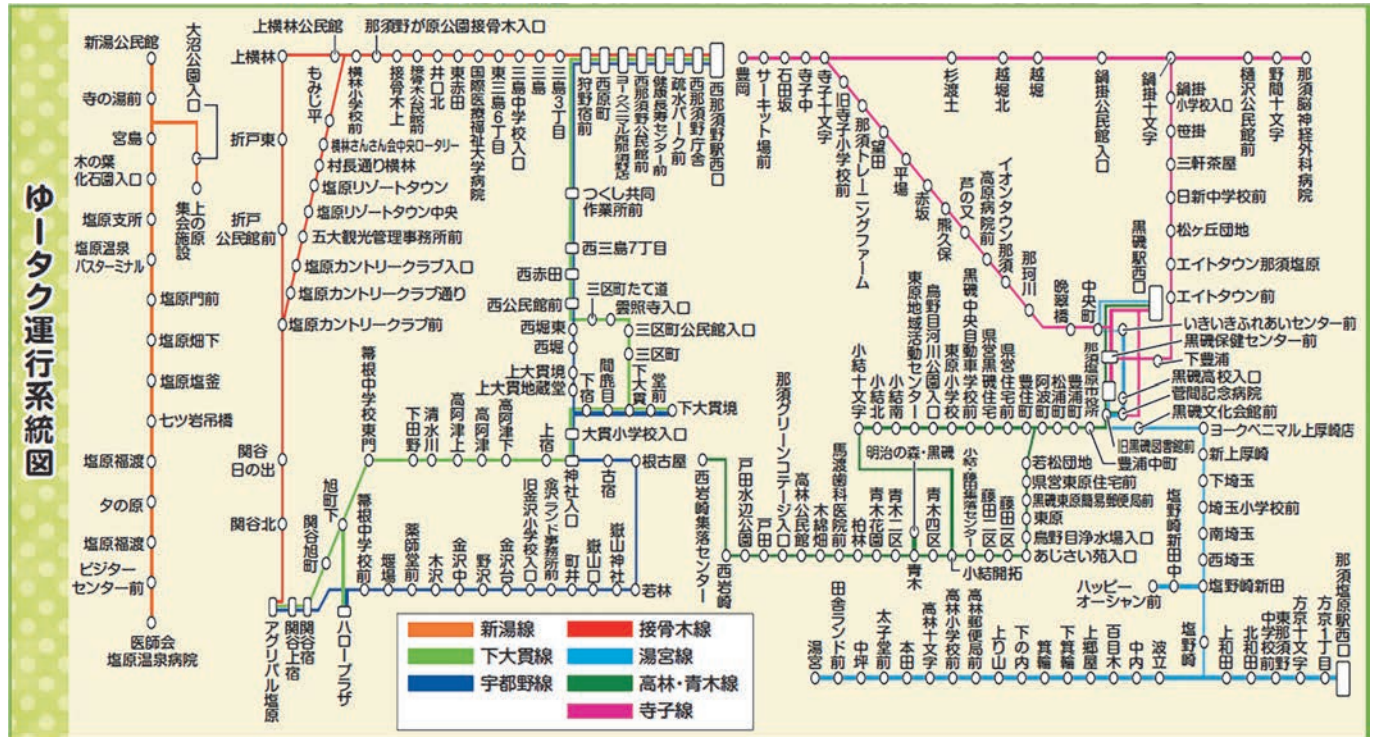 ゆータク運行系統図
新湯公民館
寺の湯前
大沼公園入口
宮島
木の葉
化石園入口
塩原支所
上の原
集会施設
塩原温泉
バスターミナル
塩原門前
塩原畑下
塩原塩釜
七ツ岩吊橋
塩原福渡
夕の原
塩原福渡
ビジター
センター前
医師会
塩原温泉病院
上横林公民館
那須野が原公園接骨木入口
上横林
もみじ平
横林小学校前
接骨木上
接骨木公民館前
井口北
東赤田
国際医療福祉大学病院
東三島6丁目
三島中学校入口
三島
三島3丁目
狩野宿前
西原町
ヨークベニマル西那須野店
西那須野公民館前
健康長寿センター前
疏水パーク前
西那須野庁舎
西那須野駅西口
折戸東
横林さんさん会中央ロータリー
村長通り横林
塩原リゾートタウン
塩原リゾートタウン中央
折戸
公民館前
五大観光管理事務所前
塩原カントリークラブ入口
塩原カントリークラブ通り
塩原カントリークラブ前
関谷
日の出
関谷北
アグリパル塩原
関谷上宿
関谷宿
関谷旭町
旭町下
ハロープラザ
つくし共同
作業所前
西三島7丁目
西赤田
三区町たて道
西公民館前
雲照寺入口
西堀東
三区町公民館入口
西堀
三区町
上大貫境
上大貫地蔵堂
下宿
間鹿目
下大貫
堂前
下大貫境
大貫小学校入口
箒根中学校東門
下田野
清水川
高阿津上
高阿津
高阿津下
上宿
神社入口
古宿
根古屋
箒根中学校前
堰場
薬師堂前
木沢
金沢中
野沢
金沢台
旧金沢小学校入口
金沢ランド事務所前
町井
嶽山口
嶽山神社
若林
豊岡
サーキット場前
石田坂
寺子中
寺子十文字
旧寺子小学校前
那須トレーニングファーム
望田
平場
赤坂
熊久保
芦の又
高原病院前
イオンタウン那須
那珂川
晩翠橋
中央町
杉渡土
越堀北
越堀
鍋掛公民館入口
鍋掛十文字
樋沢公民館前
野間十文字
那須脳神経外科病院
鍋掛
小学校入口
笹掛
三軒茶屋
日新中学校前
松ヶ丘団地
エイトタウン那須塩原
エイトタウン前
黒磯駅西口
いきいきふれあいセンター前
黒磯保健センター前
下豊浦
黒磯高校入口
菅間記念病院
黒磯文化会館前
ヨークベニマル上厚崎店
那須塩原市役所
旧黒磯図書館前
豊浦中町
豊浦町
松浦町
阿波町
豊住町
県営住宅前
県営黒磯住宅
黒磯中央自動車学校前
東原小学校
鳥野目河川公園入口
東原地域活動センター
小結南
小結北
小結十文字
若松団地
県営東原住宅前
黒磯東原簡易郵便局前
東原
鳥野目浄水場入口
あじさい苑入口
西岩崎集落センター
西岩崎
戸田水辺公園
戸田
那須グリーンコテージ入口
高林公民館
木綿畑
馬渡歯科医院前
柏林
青木花園
青木二区
明治の森・黒磯
青木
青木四区
小結開拓
小結・藤田集落センター
藤田二区
藤田一区
新上厚崎
下埼玉
埼玉小学校前
南埼玉
西埼玉
塩野崎新田
塩野崎新田中
ハッピー
オーシャン前
塩野崎
湯宮
田舎ランド前
中坪
太子堂前
本田
高林十文字
高林小学校前
高林郵便局前
上り山
下の内
箕輪
下箕輪
上郷屋
百目木
中内
波立
上和田
北和田
東那須野
中学校前
方京十文字
方京1丁目
那須塩原駅西口
新湯線
接骨木線
下大貫線
湯宮線
宇都野線
高林・青木線
寺子線